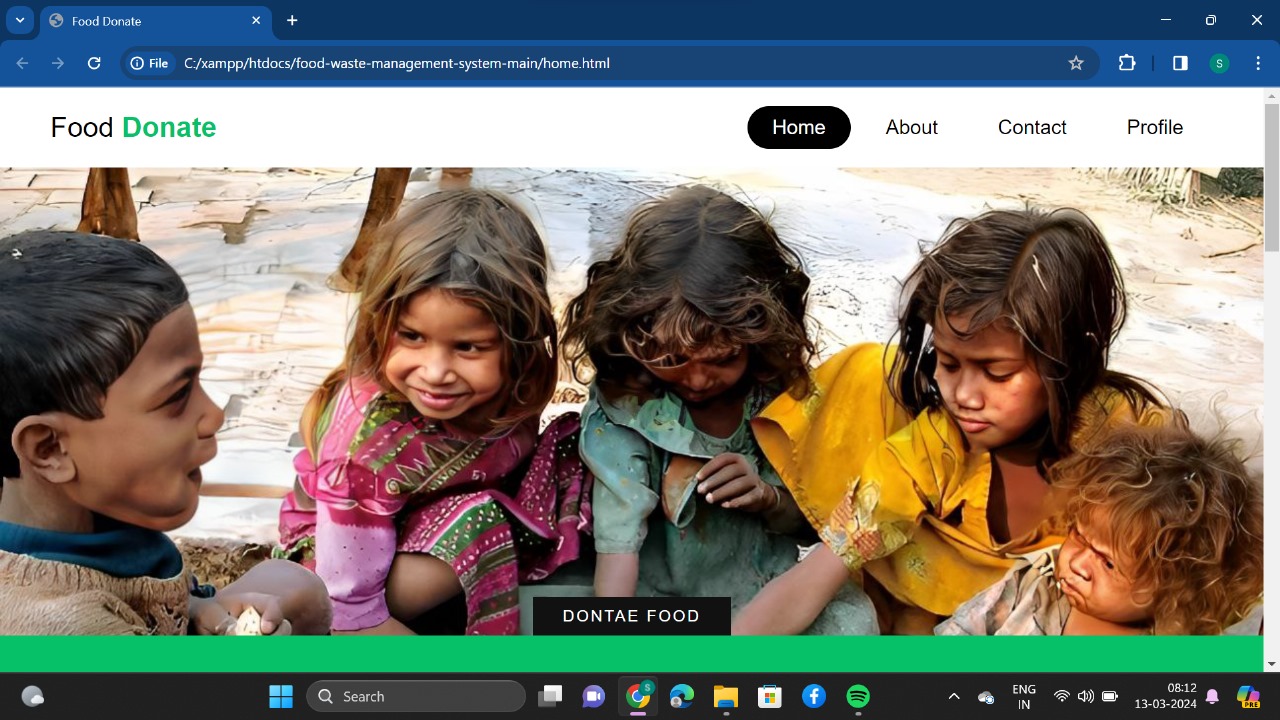 Food Donate
File C:/xampp/htdocs/food-waste-management-system-main/home.html
S
Food Donate
Home About Contact Profile
DONTAE FOOD
Search
S
ENG
IN
08:12
13-03-2024
PRE